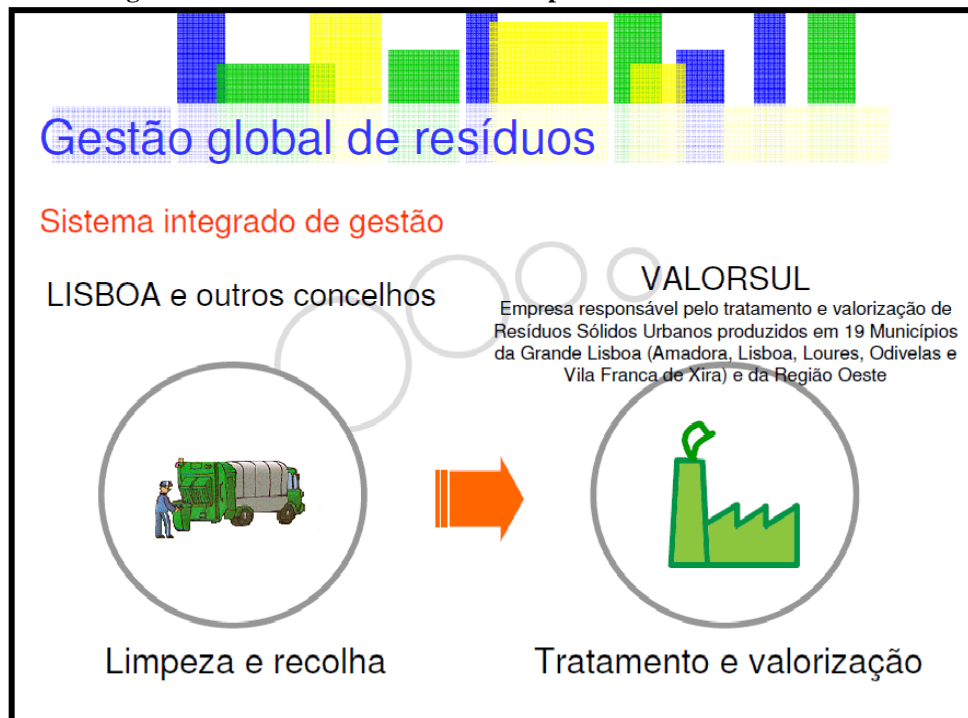 Gestão global de resíduos
Sistema integrado de gestão
LISBOA e outros concelhos
VALORSUL
Empresa responsável pelo tratamento e valorização de
Resíduos Sólidos Urbanos produzidos em 19 Municípios
da Grande Lisboa (Amadora, Lisboa, Loures, Odivelas e
Vila Franca de Xira) e da Região Oeste
Limpeza e recolha
Tratamento e valorização